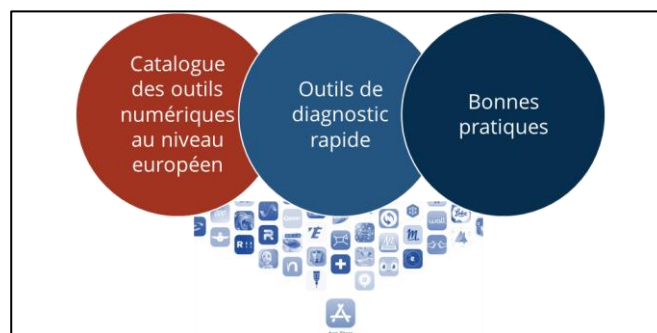 Catalogue
des outils
numériques
au niveau
européen
Outils de
diagnostic
rapide
Bonnes
pratiques